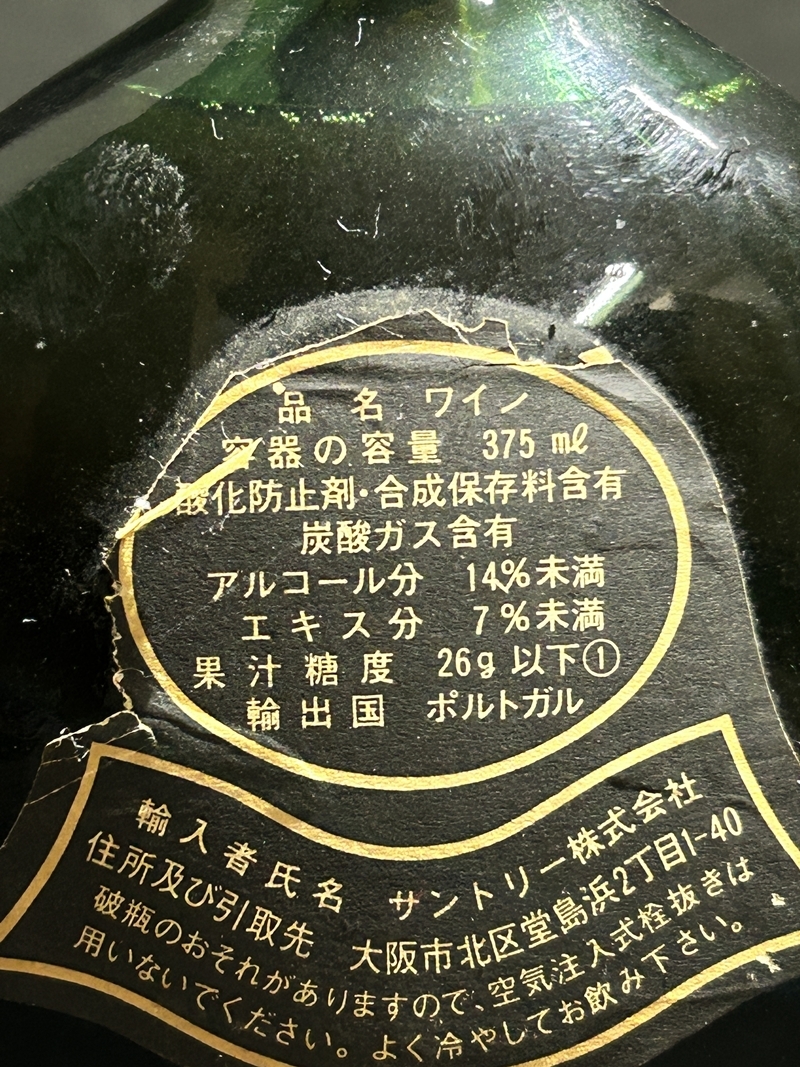 品名 ワイン
容器の容量 375 ml
酸化防止剤・合成保存料含有
炭酸ガス含有
アルコール分 14%未満
エキス分 7%未満
果汁糖度 26g 以下①
輸出国 ポルトガル
輸入者氏名 サントリー株式会社
住所及び引取先 大阪市北区堂島浜2丁目1-40
破瓶のおそれがありますので、空気注入式栓抜きは
用いないでください。よく冷やしてお飲み下さい。